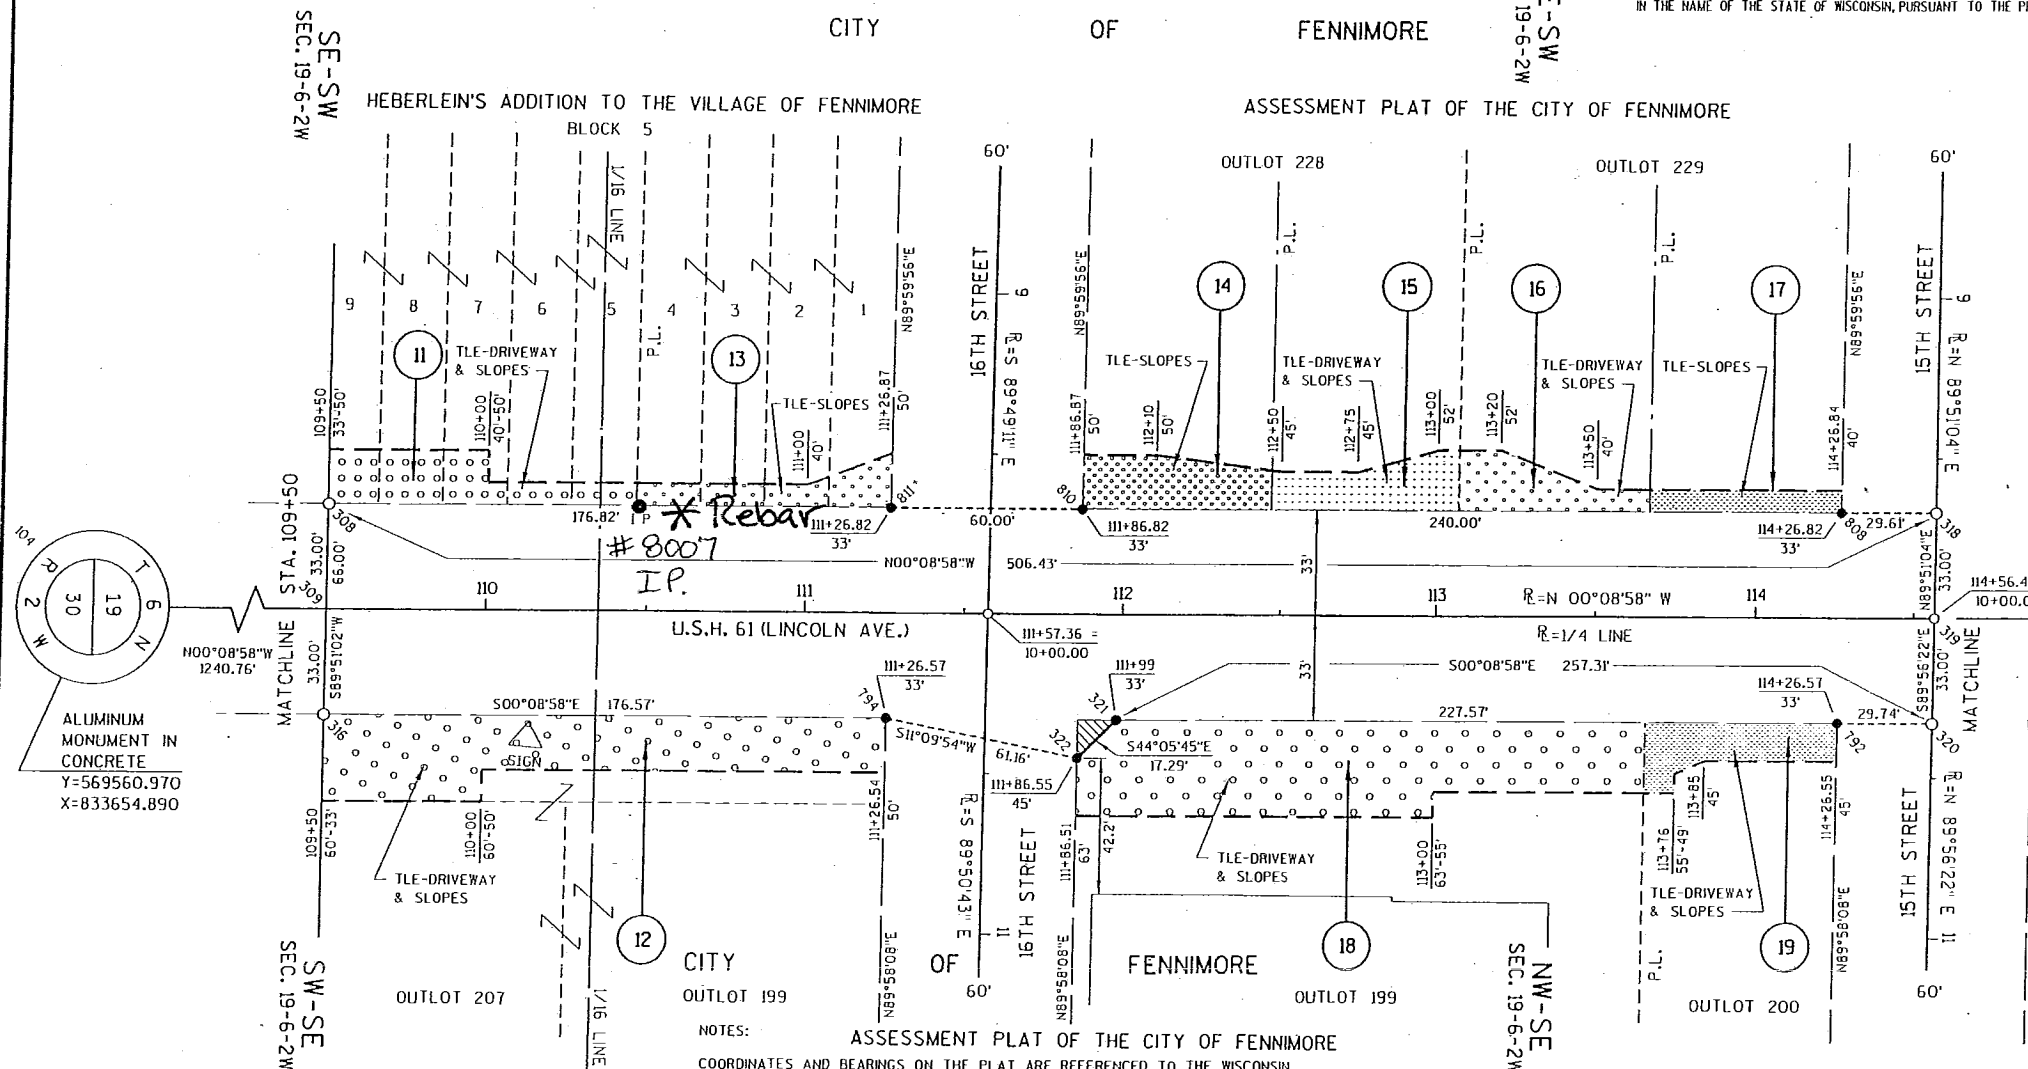 IN THE NAME OF THE STATE OF WISCONSIN, PURSUANT TO THE
CITY OF FENNIMORE
SE-SW
SEC. 19-6-2W
E-SW
19-6-2W
HEBERLEIN'S ADDITION TO THE VILLAGE OF FENNIMORE
BLOCK 5
ASSESSMENT PLAT OF THE CITY OF FENNIMORE
OUTLOT 228
OUTLOT 229
60'
60'
1/16 LINE
P.L.
P.L.
P.L.
P.L.
N89°59'56"E
N89°59'56"E
N89°59'56"E
16TH STREET
9
R=S 89°49'11" E
15TH STREET
9
R=N 89°51'04" E
9 8 7 6 5 4 3 2 1
11
13
14
15
16
17
TLE-DRIVEWAY
& SLOPES
TLE-SLOPES
TLE-SLOPES
TLE-DRIVEWAY
& SLOPES
TLE-DRIVEWAY
& SLOPES
TLE-SLOPES
109+50
33'-50'
110+00
40'-50'
111+00
40'
111+26.87
50'
111+86.87
50'
112+10
50'
112+50
45'
112+75
45'
113+00
52'
113+20
52'
113+50
40'
114+26.84
40'
308
176.82'
IP
* Rebar
#8007
I.P.
111+26.82
33'
811*
60.00'
810
111+86.82
33'
240.00'
114+26.82
33'
808
29.61'
318
N00°08'58"W 506.43'
33'
MATCHLINE STA. 109+50
33.00'
66.00'
309
104
T 6 N
R 2 W
19
30
110 111 112 113 114
R=N 00°08'58" W
U.S.H. 61 (LINCOLN AVE.)
R=1/4 LINE
N89°51'04"E
33.00'
114+56.4
10+00.0
319
MATCHLINE
S89°56'22"E
33.00'
N00°08'58"W
1240.76'
33.00'
S89°51'02"W
111+57.36 =
10+00.00
111+26.57
33'
111+99
33'
33'
S00°08'58"E 257.31'
114+26.57
33'
ALUMINUM
MONUMENT IN
CONCRETE
Y=569560.970
X=833654.890
316
S00°08'58"E 176.57'
SIGN
794
S11°09'54"W
61.16'
321
322
S44°05'45"E
17.29'
227.57'
29.74'
792
320
111+86.55
45'
109+50
60'-33'
110+00
60'-50'
111+26.54
50'
111+86.51
63'
42.2'
113+00
63'-55'
113+76
55'-49'
113+85
45'
114+26.55
45'
TLE-DRIVEWAY
& SLOPES
TLE-DRIVEWAY
& SLOPES
TLE-DRIVEWAY
& SLOPES
R=S 89°50'43" E
11
16TH STREET
60'
R=N 89°56'22" E
11
15TH STREET
60'
12
18
19
N89°58'08"E
N89°58'08"E
N89°58'08"E
P.L.
CITY OF FENNIMORE
SW-SE
SEC. 19-6-2W
NW-SE
SEC. 19-6-2W
OUTLOT 207
1/16 LINE
OUTLOT 199
OUTLOT 199
OUTLOT 200
NOTES:
ASSESSMENT PLAT OF THE CITY OF FENNIMORE
COORDINATES AND BEARINGS ON THE PLAT ARE REFERENCED TO THE WISCONSIN